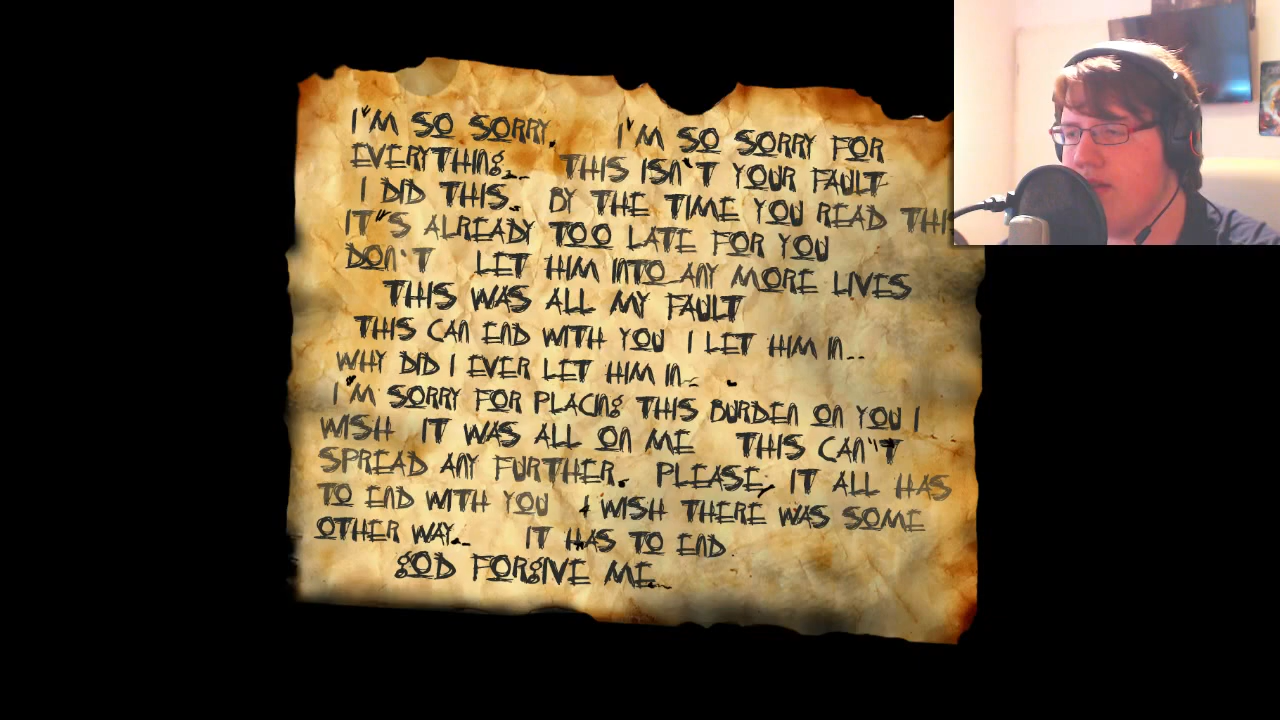 I"M SO SORRY. I"M SO SORRY FOR
EVERYTHINg... THIS ISN'T YOUR FAULT
I DID THIS. BY THE TIME YOU READ THIS
IT"S ALREADY TOO LATE FOR YOU
DON'T LET HIM INTO ANY MORE LIVES
THIS WAS ALL MY FAULT
THIS CAN END WITH YOU I LET HIM IN...
WHY DID I EVER LET HIM IN...
I"M SORRY FOR PLACINg THIS BURDEN ON YOU I
WISH IT WAS ALL ON ME THIS CAN"T
SPREAD ANY FURTHER. PLEASE, IT ALL HAS
TO END WITH YOU I WISH THERE WAS SOME
OTHER WAY... IT HAS TO END.
gOD FORgIVE ME...